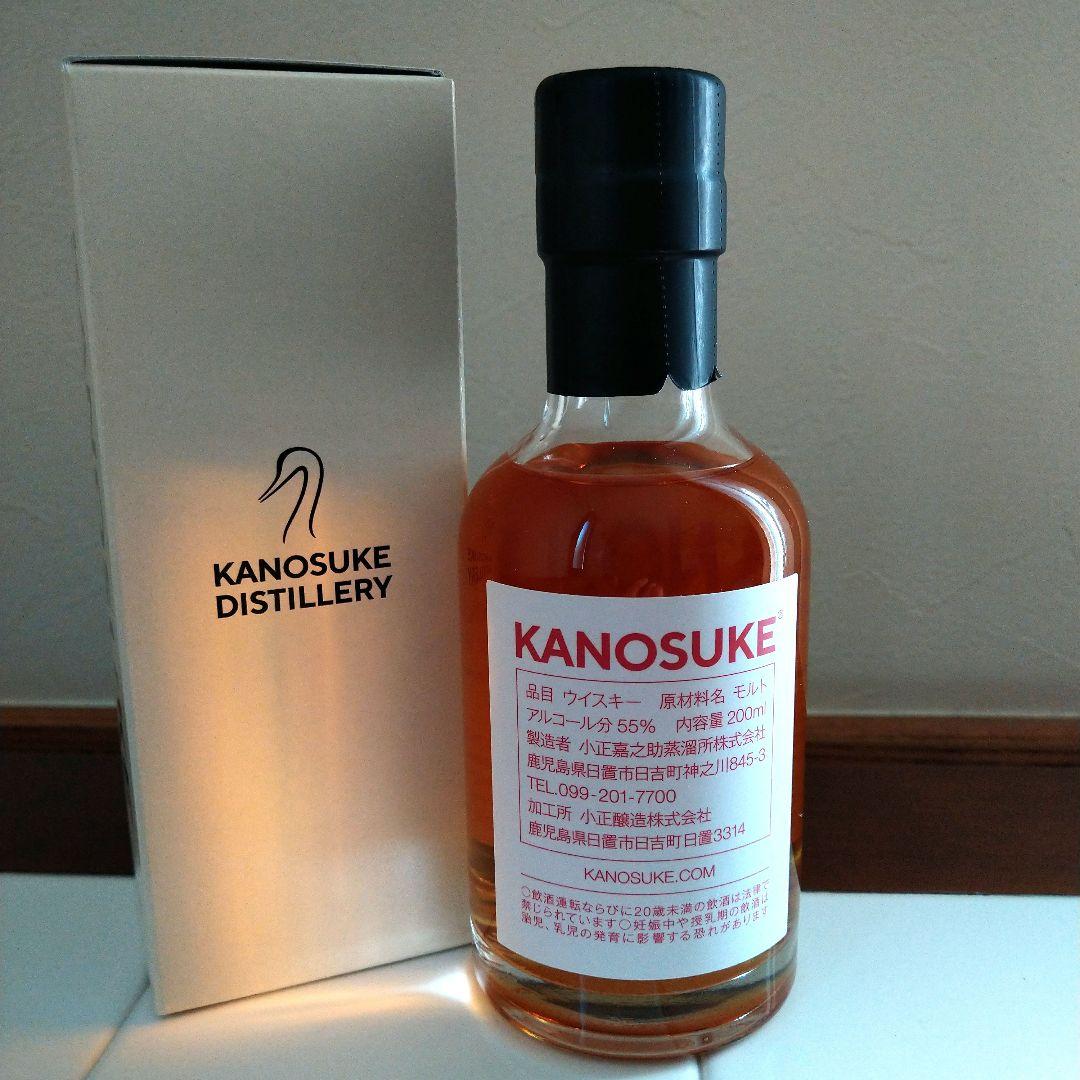 KANOSUKE
DISTILLERY
KANOSUKE®
品目 ウイスキー 原材料名 モルト
アルコール分 55% 内容量 200ml
製造者 小正嘉之助蒸溜所株式会社
鹿児島県日置市日吉町神之川845-3
TEL.099-201-7700
加工所 小正醸造株式会社
鹿児島県日置市日吉町日置3314
KANOSUKE.COM
○飲酒運転ならびに20歳未満の飲酒は法律で
禁じられています○妊娠中や授乳期の飲酒は
胎児、乳児の発育に影響する恐れがあります